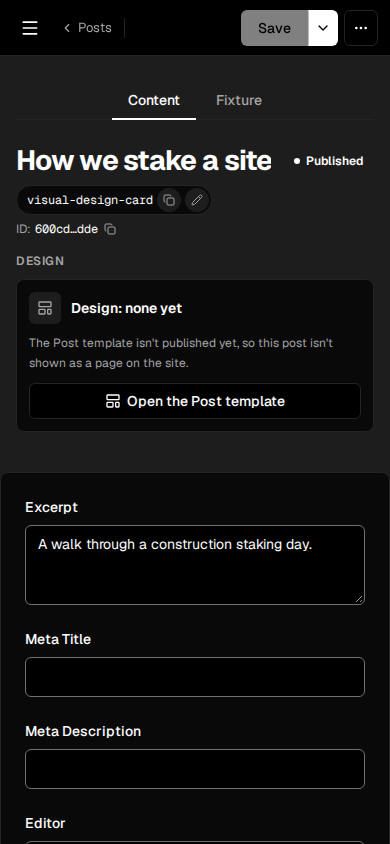 Posts
Save
Content
Fixture
How we stake a site
Published
visual-design-card
ID: 600cd…dde
DESIGN
Design: none yet
The Post template isn't published yet, so this post isn't
shown as a page on the site.
Open the Post template
Excerpt
A walk through a construction staking day.
Meta Title
Meta Description
Editor